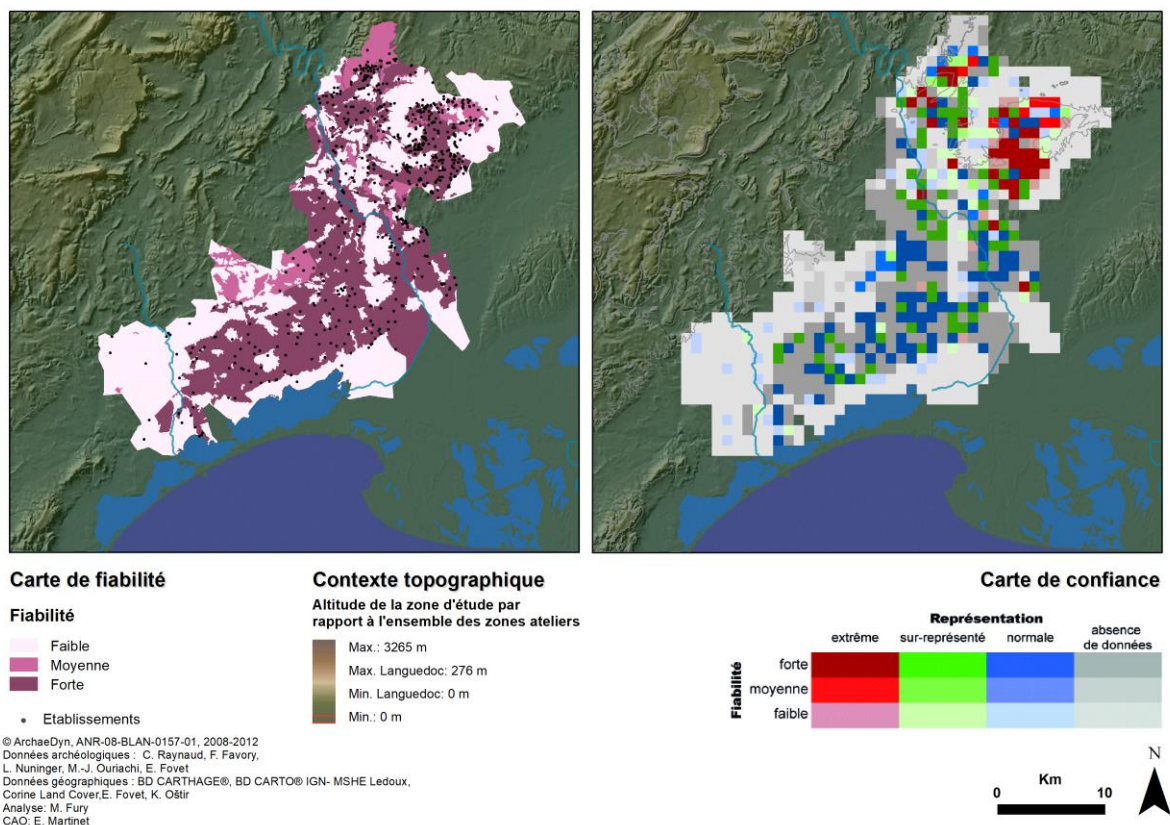 Carte de fiabilité
Fiabilité
Faible
Moyenne
Forte
Etablissements
Contexte topographique
Altitude de la zone d'étude par
rapport à l'ensemble des zones ateliers
Max.: 3265 m
Max. Languedoc: 276 m
Min. Languedoc: 0 m
Min.: 0 m
© ArchaeDyn, ANR-08-BLAN-0157-01, 2008-2012
Données archéologiques : C. Raynaud, F. Favory,
L. Nuninger, M.-J. Ouriachi, E. Fovet
Données géographiques : BD CARTHAGE®, BD CARTO® IGN- MSHE Ledoux,
Corine Land Cover,E. Fovet, K. Oštir
Analyse: M. Fury
CAO: E. Martinet
Carte de confiance
Représentation
extrême sur-représenté normale absence
de données
Fiabilité
forte
moyenne
faible
N
Km
0 10